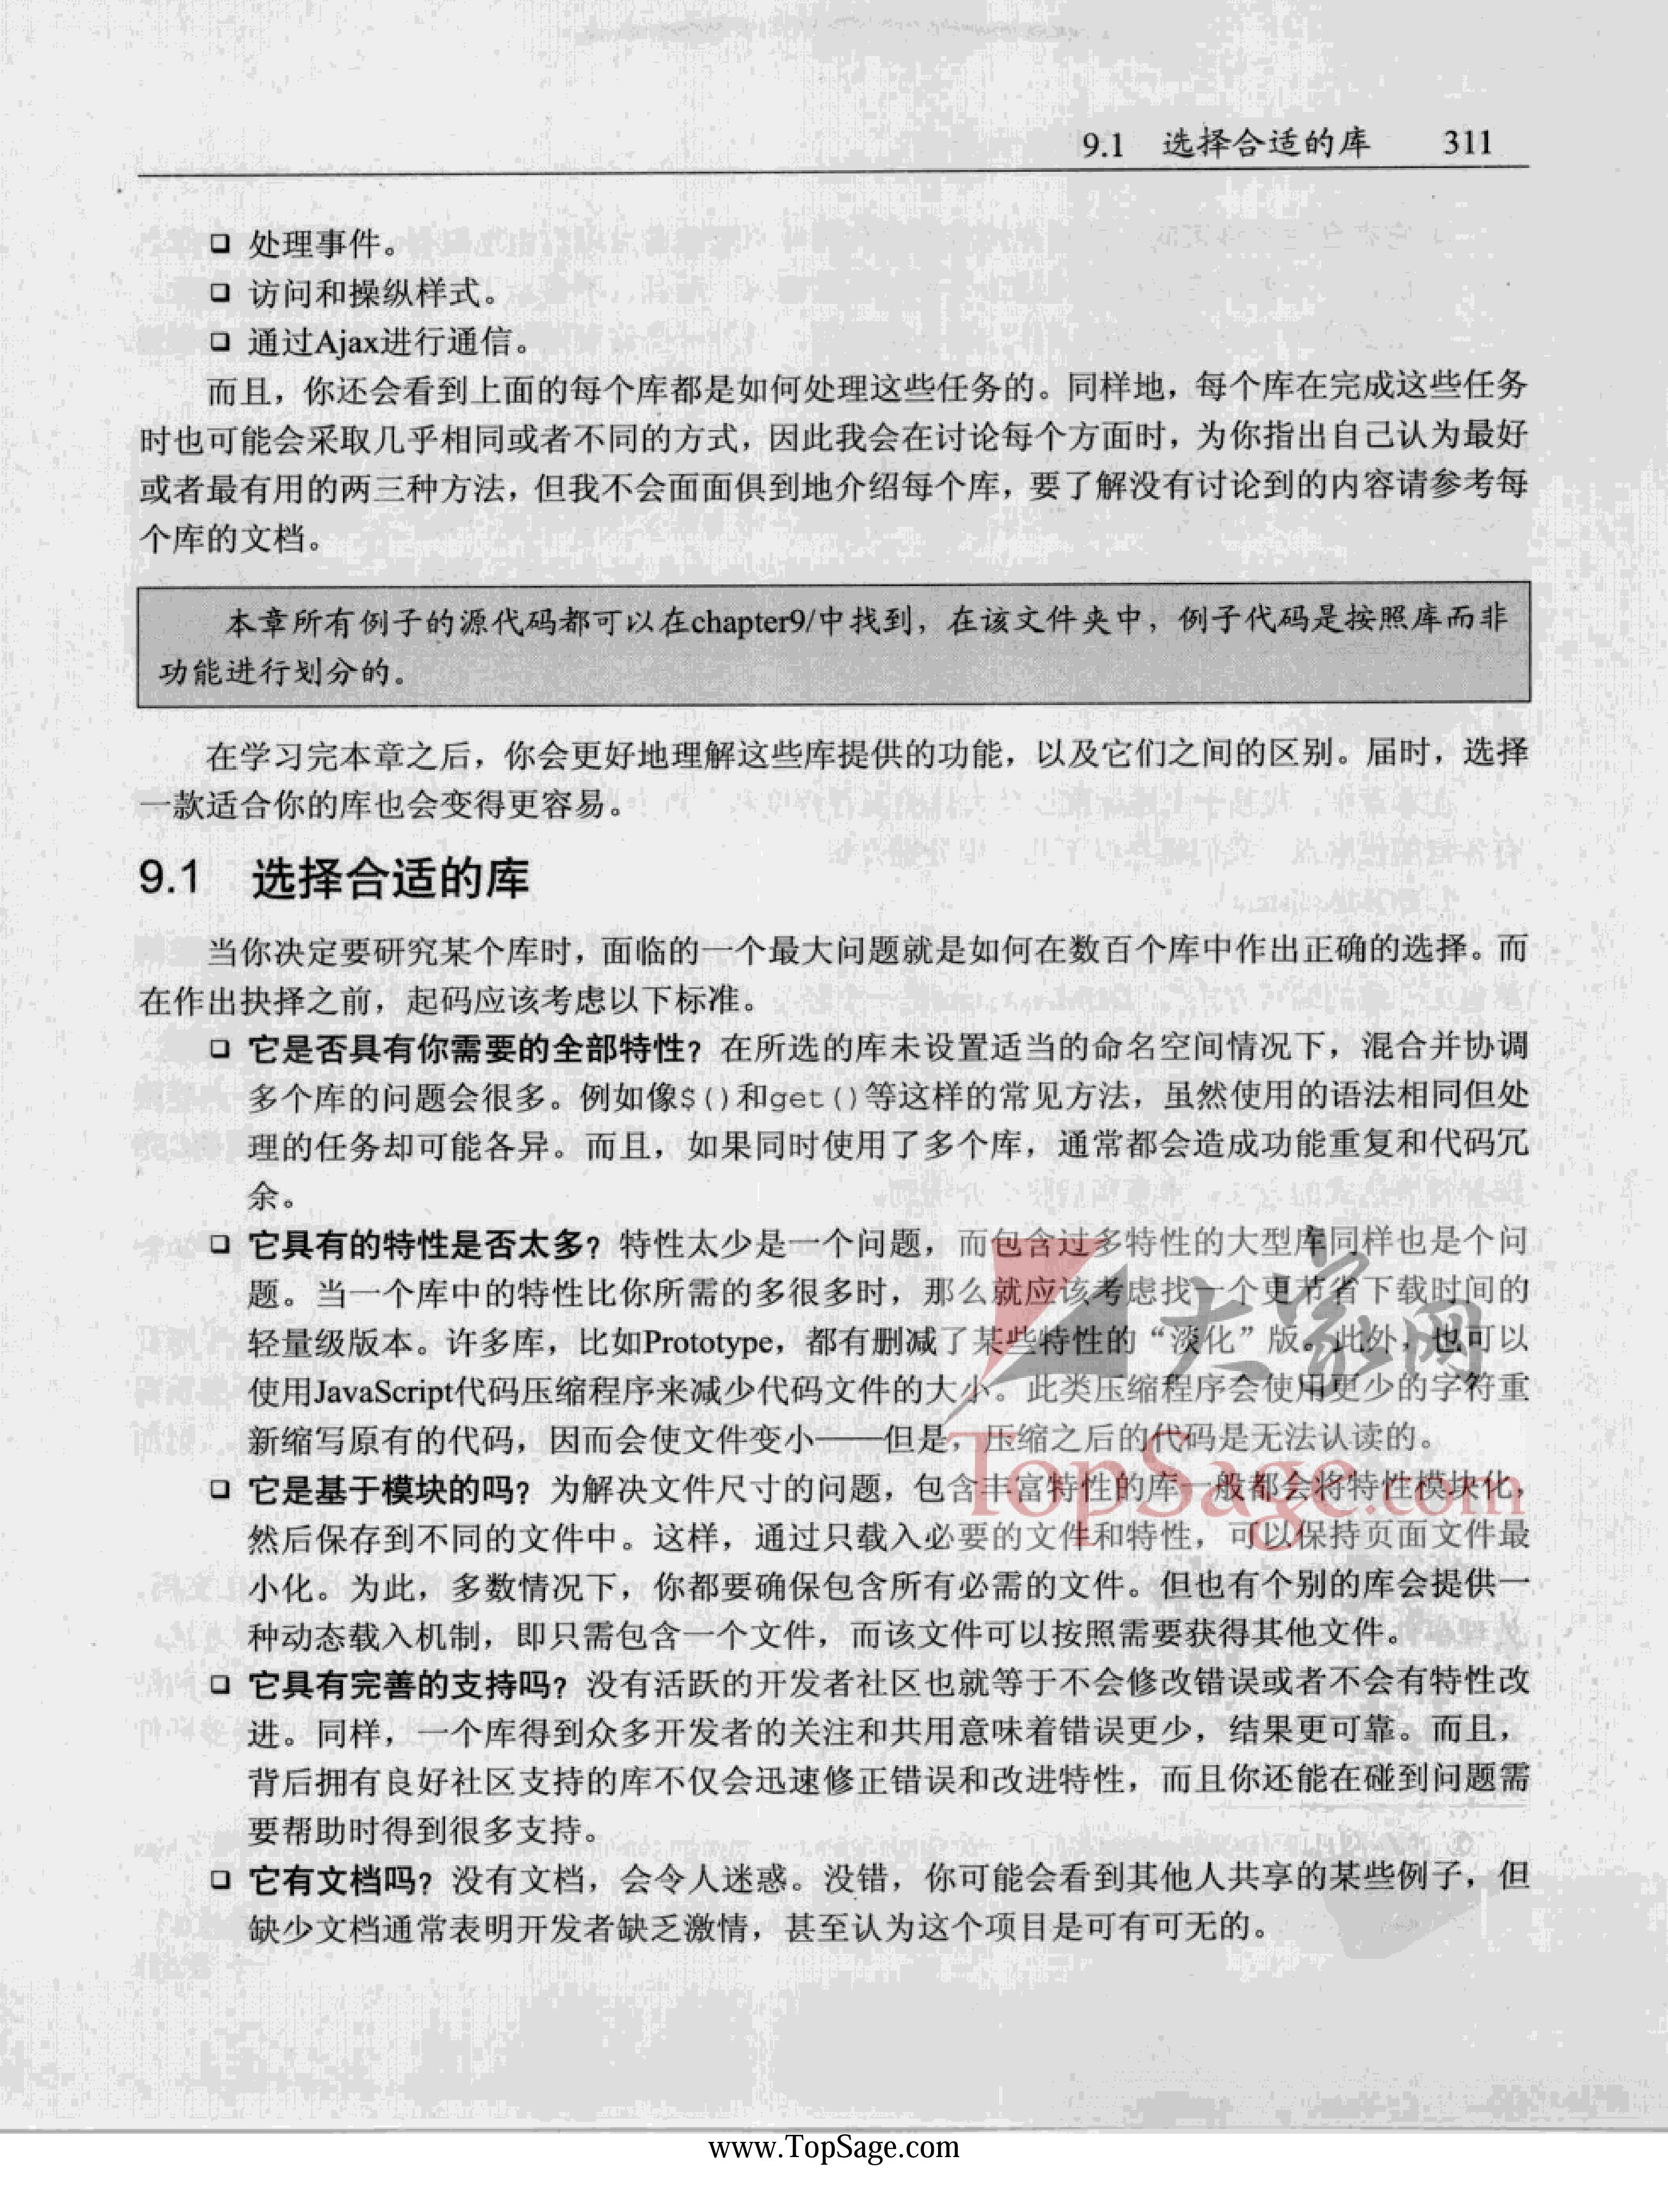 9.1 选择合适的库 311
❑ 处理事件。
❑ 访问和操纵样式。
❑ 通过Ajax进行通信。
而且，你还会看到上面的每个库都是如何处理这些任务的。同样地，每个库在完成这些任务
时也可能会采取几乎相同或者不同的方式，因此我会在讨论每个方面时，为你指出自己认为最好
或者最有用的两三种方法，但我不会面面俱到地介绍每个库，要了解没有讨论到的内容请参考每
个库的文档。
本章所有例子的源代码都可以在chapter9/中找到，在该文件夹中，例子代码是按照库而非
功能进行划分的。
在学习完本章之后，你会更好地理解这些库提供的功能，以及它们之间的区别。届时，选择
一款适合你的库也会变得更容易。
9.1 选择合适的库
当你决定要研究某个库时，面临的一个最大问题就是如何在数百个库中作出正确的选择。而
在作出抉择之前，起码应该考虑以下标准。
❑ 它是否具有你需要的全部特性？在所选的库未设置适当的命名空间情况下，混合并协调
多个库的问题会很多。例如像$()和get()等这样的常见方法，虽然使用的语法相同但处
理的任务却可能各异。而且，如果同时使用了多个库，通常都会造成功能重复和代码冗
余。
❑ 它具有的特性是否太多？特性太少是一个问题，而包含过多特性的大型库同样也是个问
题。当一个库中的特性比你所需的多很多时，那么就应该考虑找一个更节省下载时间的
轻量级版本。许多库，比如Prototype，都有删减了某些特性的“淡化”版。此外，也可以
使用JavaScript代码压缩程序来减少代码文件的大小。此类压缩程序会使用更少的字符重
新缩写原有的代码，因而会使文件变小——但是，压缩之后的代码是无法认读的。
❑ 它是基于模块的吗？为解决文件尺寸的问题，包含丰富特性的库一般都会将特性模块化，
然后保存到不同的文件中。这样，通过只载入必要的文件和特性，可以保持页面文件最
小化。为此，多数情况下，你都要确保包含所有必需的文件。但也有个别的库会提供一
种动态载入机制，即只需包含一个文件，而该文件可以按照需要获得其他文件。
❑ 它具有完善的支持吗？没有活跃的开发者社区也就等于不会修改错误或者不会有特性改
进。同样，一个库得到众多开发者的关注和共用意味着错误更少，结果更可靠。而且，
背后拥有良好社区支持的库不仅会迅速修正错误和改进特性，而且你还能在碰到问题需
要帮助时得到很多支持。
❑ 它有文档吗？没有文档，会令人迷惑。没错，你可能会看到其他人共享的某些例子，但
缺少文档通常表明开发者缺乏激情，甚至认为这个项目是可有可无的。
大家网
TopSage.com
www.TopSage.com